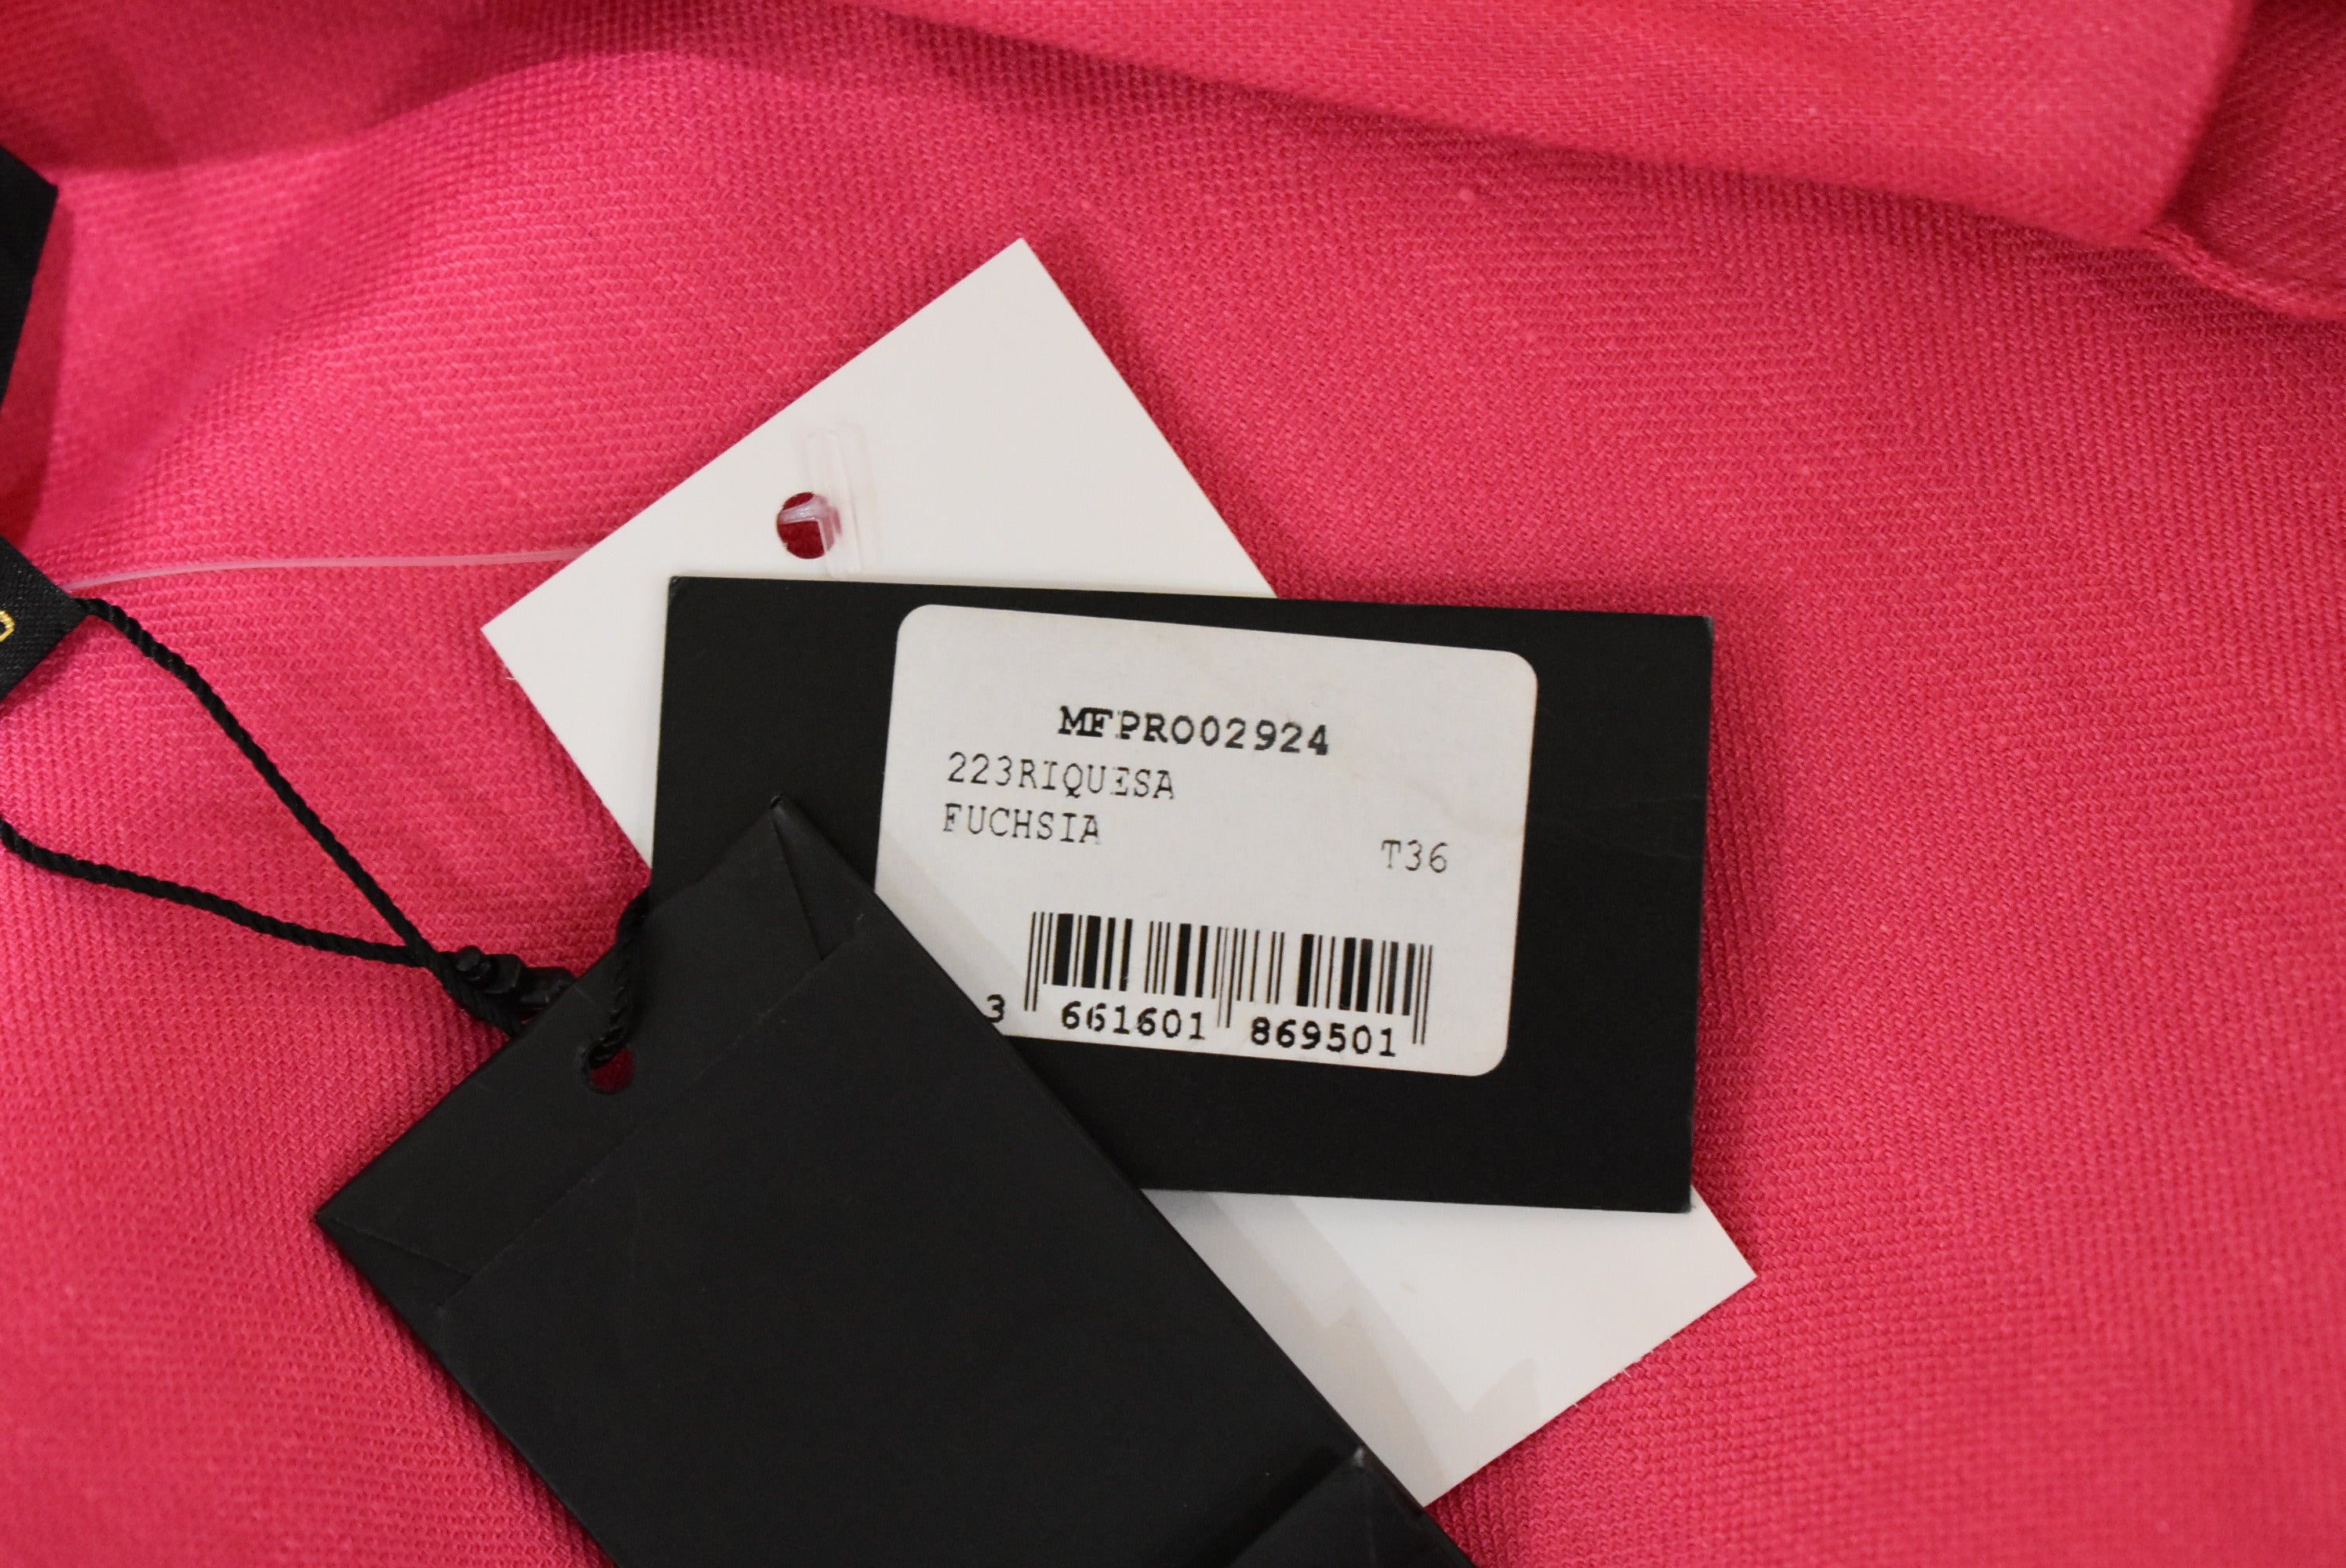 MFPRO02924
223RIQUESA
FUCHSIA T36
3 661601 869501